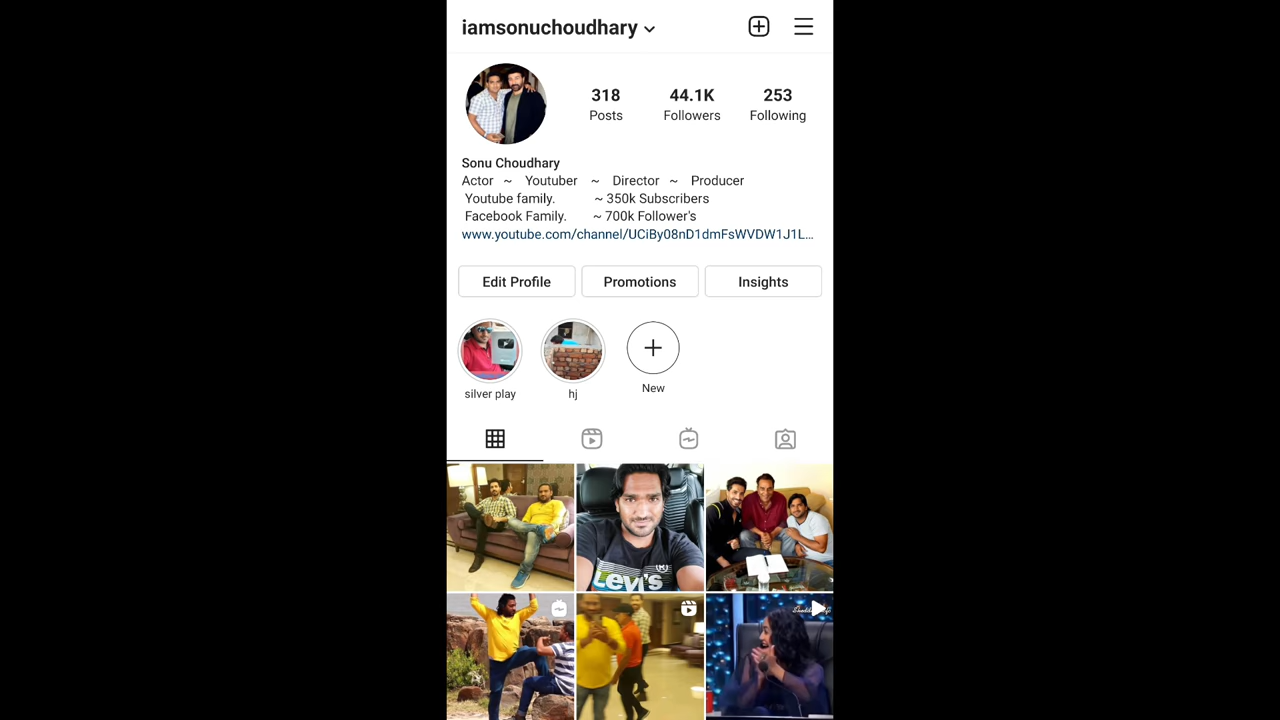 iamsonuchoudhary
318 44.1K 253
Posts Followers Following
Sonu Choudhary
Actor ~ Youtuber ~ Director ~ Producer
Youtube family. ~ 350k Subscribers
Facebook Family. ~ 700k Follower's
www.youtube.com/channel/UCiBy08nD1dmFsWVDW1J1L...
Edit Profile Promotions Insights
silver play hj New
Levi's
(R)